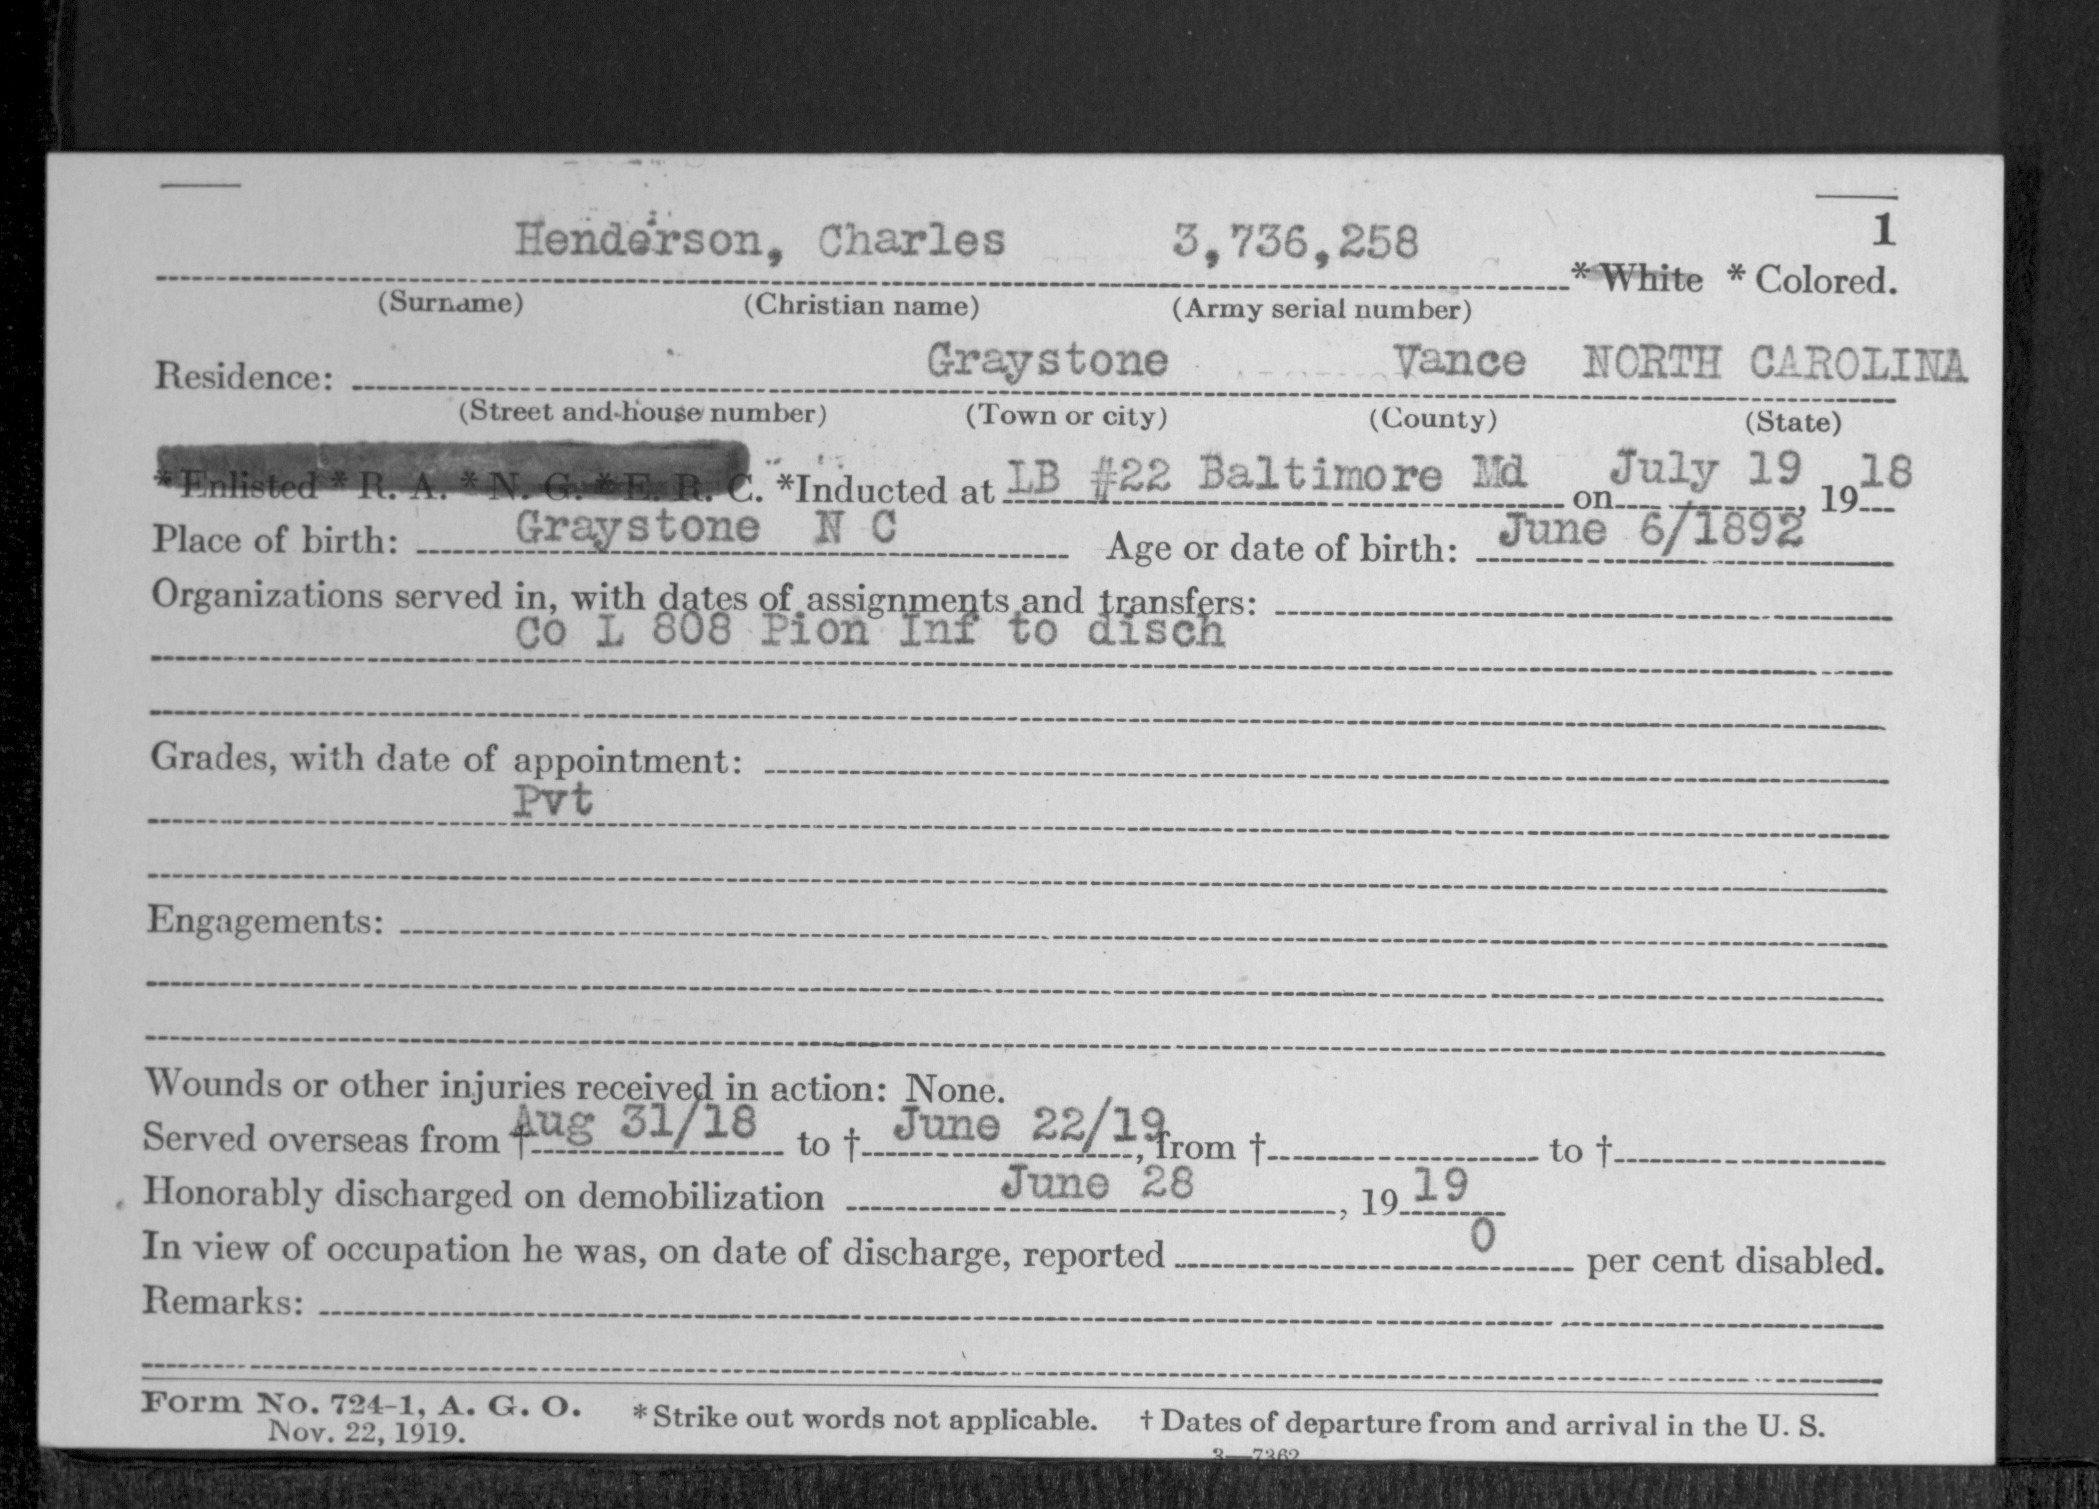 1
Henderson, Charles 3,736,258 * White * Colored.
(Surname) (Christian name) (Army serial number)
Residence: Graystone Vance NORTH CAROLINA
(Street and house number) (Town or city) (County) (State)
* Enlisted * R. A. * N. G. * E. R. C. *Inducted at LB #22 Baltimore Md on July 19, 1918
Place of birth: Graystone N C Age or date of birth: June 6/1892
Organizations served in, with dates of assignments and transfers:
Co L 808 Pion Inf to disch
Grades, with date of appointment:
Pvt
Engagements:
Wounds or other injuries received in action: None.
Served overseas from † Aug 31/18 to † June 22/19, from † to †
Honorably discharged on demobilization June 28, 1919
In view of occupation he was, on date of discharge, reported 0 per cent disabled.
Remarks:
Form No. 724-1, A. G. O. * Strike out words not applicable. † Dates of departure from and arrival in the U. S.
Nov. 22, 1919.
3—7362